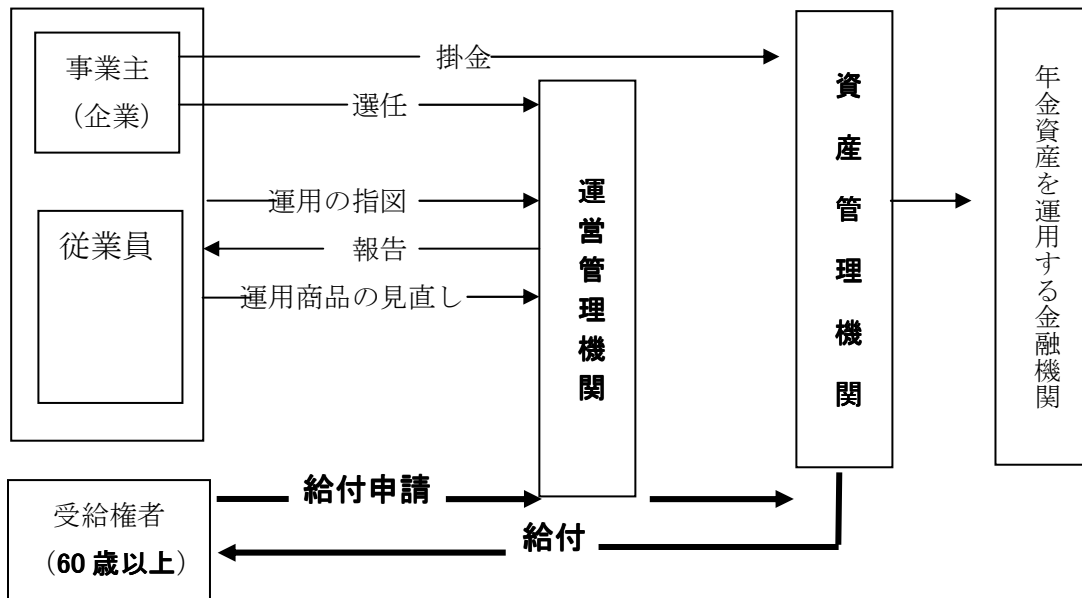 事業主
（企業）
掛金
選任
運用の指図
従業員
報告
運用商品の見直し
運営管理機関
資産管理機関
年金資産を運用する金融機関
給付申請
受給権者
（60 歳以上）
給付